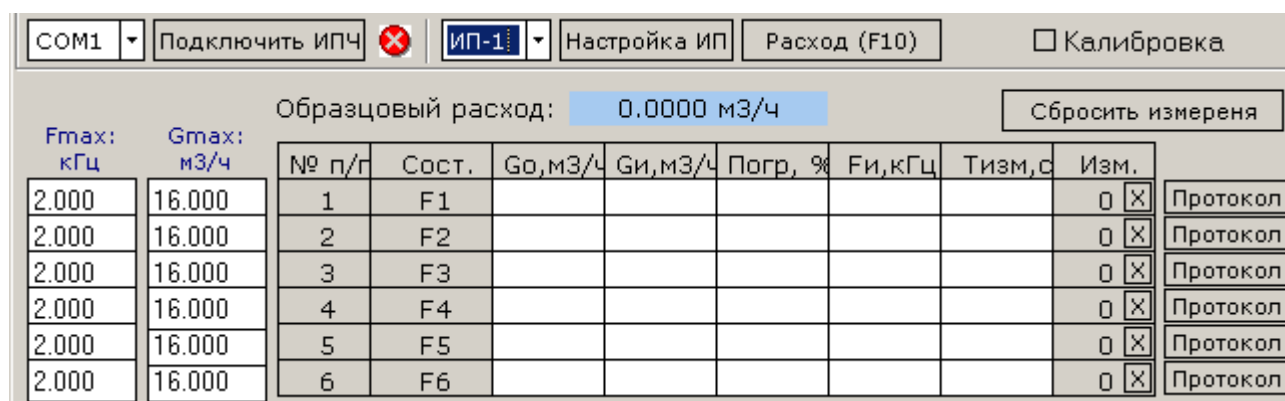 COM1 Подключить ИПЧ ИП-1 Настройка ИП Расход (F10) Калибровка
Образцовый расход: 0.0000 м3/ч Сбросить измереня
Fmax: Gmax:
кГц м3/ч
№ п/п Сост. Gо,м3/ч Gи,м3/ч Погр, % Fи,кГц Тизм,с Изм.
2.000 16.000 1 F1 0 X Протокол
2.000 16.000 2 F2 0 X Протокол
2.000 16.000 3 F3 0 X Протокол
2.000 16.000 4 F4 0 X Протокол
2.000 16.000 5 F5 0 X Протокол
2.000 16.000 6 F6 0 X Протокол